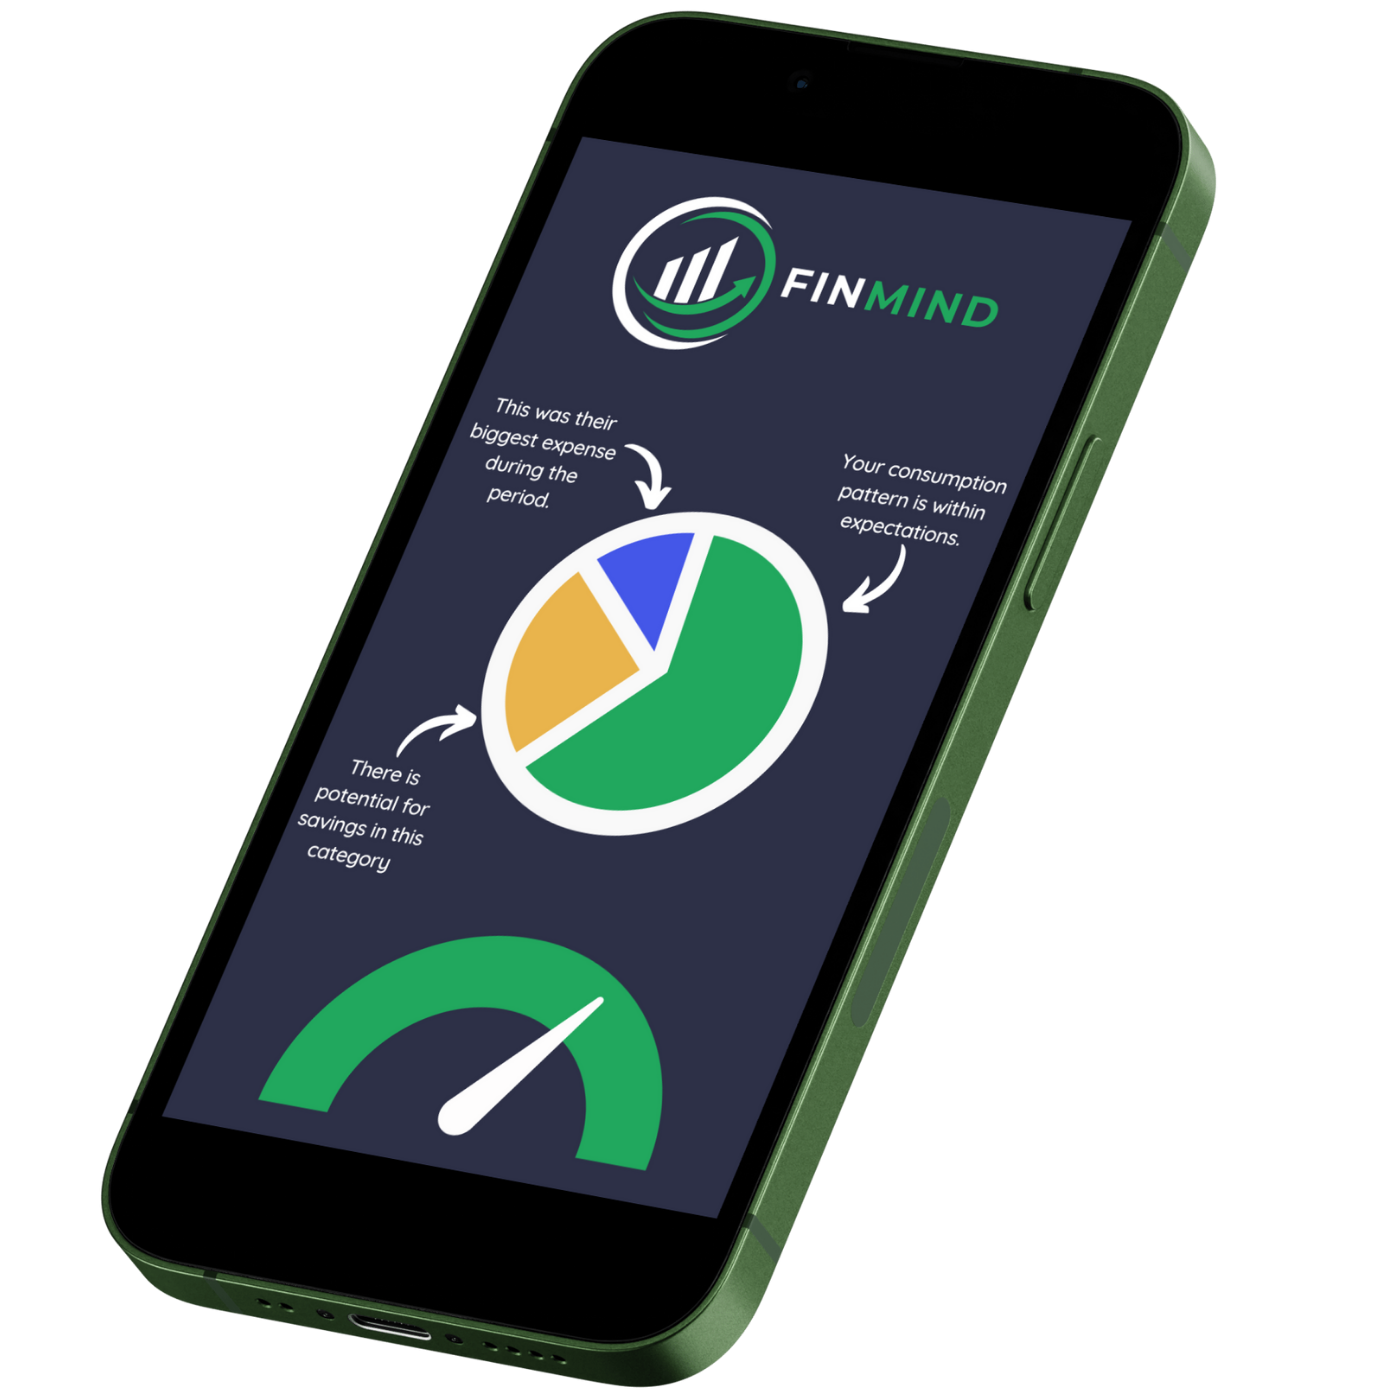 FINMIND
This was their
biggest expense
during the
period.
Your consumption
pattern is within
expectations.
There is
potential for
savings in this
category